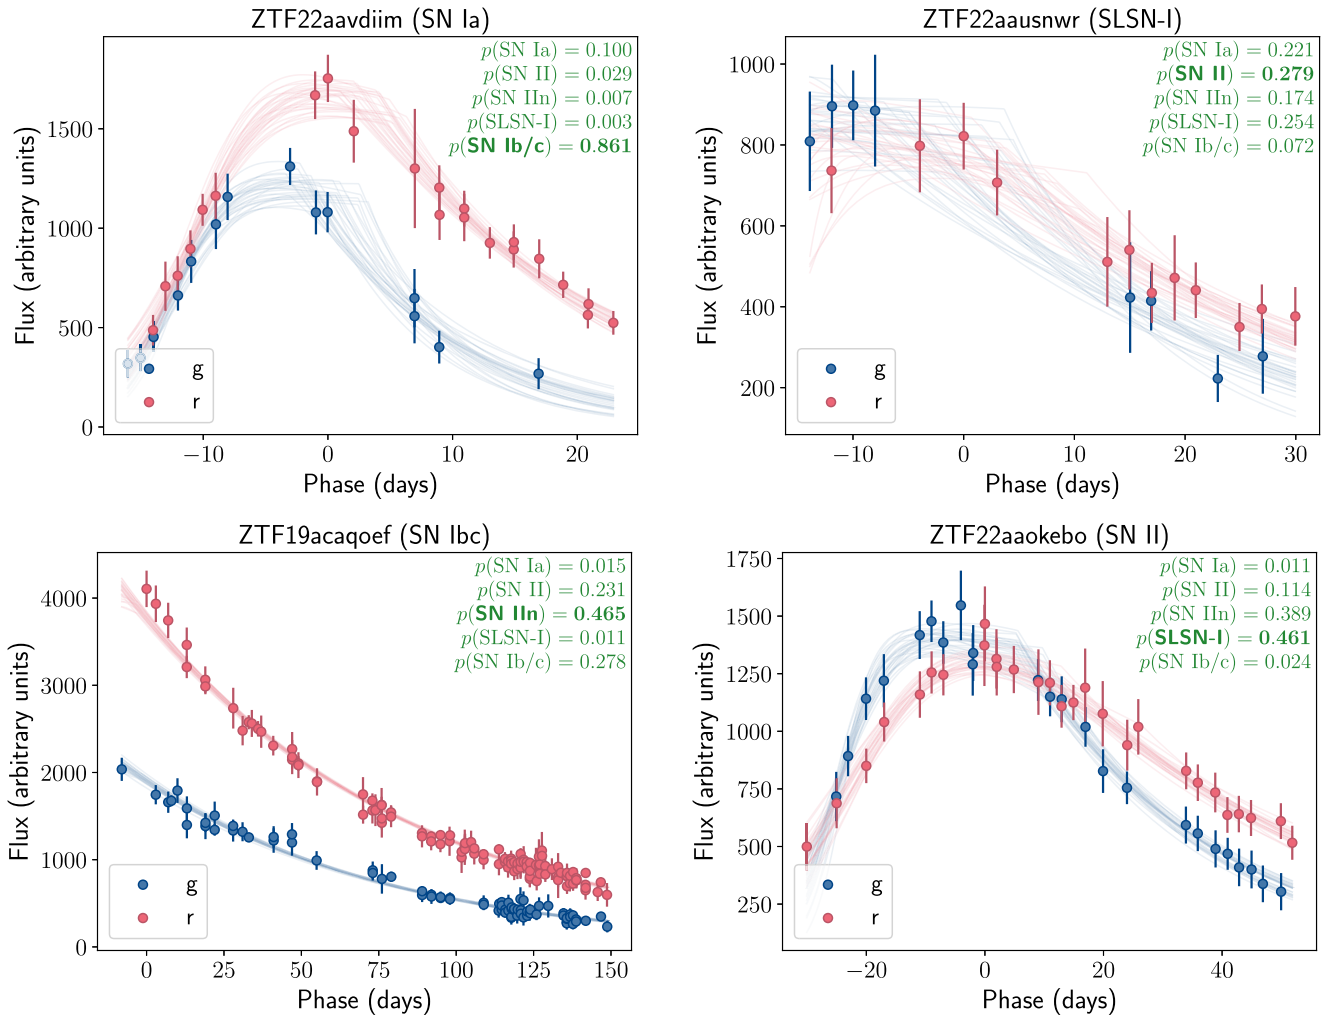 ZTF22aavdiim (SN Ia)
p(SN Ia) = 0.100
p(SN II) = 0.029
p(SN IIn) = 0.007
p(SLSN-I) = 0.003
p(SN Ib/c) = 0.861
Flux (arbitrary units)
1500
1000
500
0
g
r
−10 0 10 20
Phase (days)
ZTF22aausnwr (SLSN-I)
p(SN Ia) = 0.221
p(SN II) = 0.279
p(SN IIn) = 0.174
p(SLSN-I) = 0.254
p(SN Ib/c) = 0.072
Flux (arbitrary units)
1000
800
600
400
200
g
r
−10 0 10 20 30
Phase (days)
ZTF19acaqoef (SN Ibc)
p(SN Ia) = 0.015
p(SN II) = 0.231
p(SN IIn) = 0.465
p(SLSN-I) = 0.011
p(SN Ib/c) = 0.278
Flux (arbitrary units)
4000
3000
2000
1000
0
g
r
0 25 50 75 100 125 150
Phase (days)
ZTF22aaokebo (SN II)
p(SN Ia) = 0.011
p(SN II) = 0.114
p(SN IIn) = 0.389
p(SLSN-I) = 0.461
p(SN Ib/c) = 0.024
Flux (arbitrary units)
1750
1500
1250
1000
750
500
250
g
r
−20 0 20 40
Phase (days)